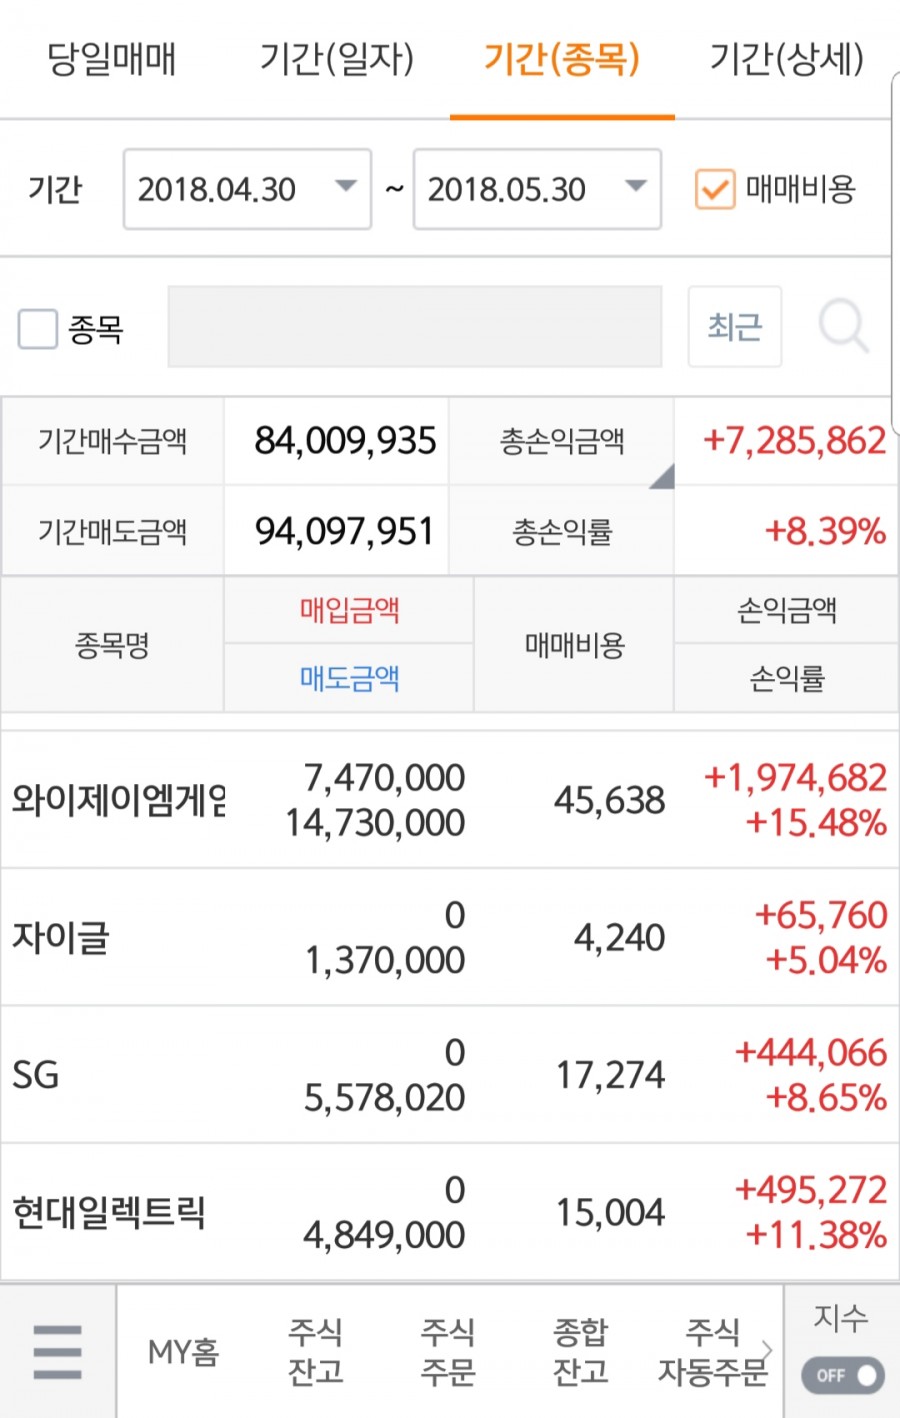 당일매매 기간(일자) 기간(종목) 기간(상세)
기간 2018.04.30 ~ 2018.05.30 매매비용
종목 최근
기간매수금액 84,009,935 총손익금액 +7,285,862
기간매도금액 94,097,951 총손익률 +8.39%
종목명 매입금액 매매비용 손익금액
매도금액 손익률
와이제이엠게임 7,470,000 45,638 +1,974,682
14,730,000 +15.48%
자이글 0 4,240 +65,760
1,370,000 +5.04%
SG 0 17,274 +444,066
5,578,020 +8.65%
현대일렉트릭 0 15,004 +495,272
4,849,000 +11.38%
MY홈 주식 주식 종합 주식 지수
잔고 주문 잔고 자동주문 OFF